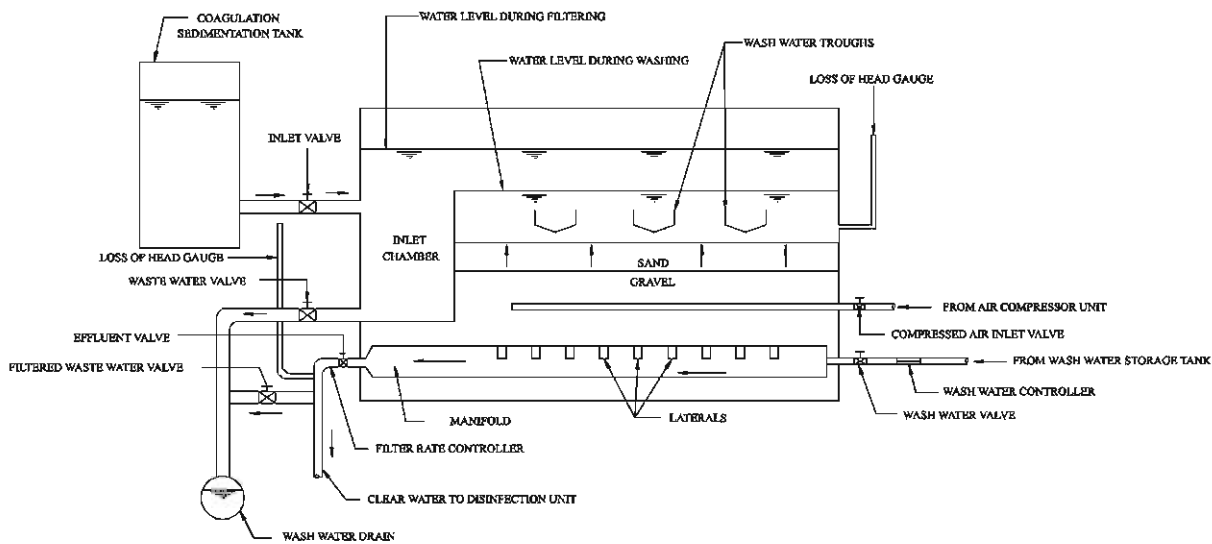 COAGULATION
SEDIMENTATION TANK
WATER LEVEL DURING FILTERING
WATER LEVEL DURING WASHING
WASH WATER TROUGHS
LOSS OF HEAD GAUGE
INLET VALVE
LOSS OF HEAD GAUGE
INLET
CHAMBER
SAND
GRAVEL
WASTE WATER VALVE
FROM AIR COMPRESSOR UNIT
EFFLUENT VALVE
COMPRESSED AIR INLET VALVE
FILTERED WASTE WATER VALVE
FROM WASH WATER STORAGE TANK
WASH WATER CONTROLLER
MANIFOLD
LATERALS
WASH WATER VALVE
FILTER RATE CONTROLLER
CLEAR WATER TO DISINFECTION UNIT
WASH WATER DRAIN